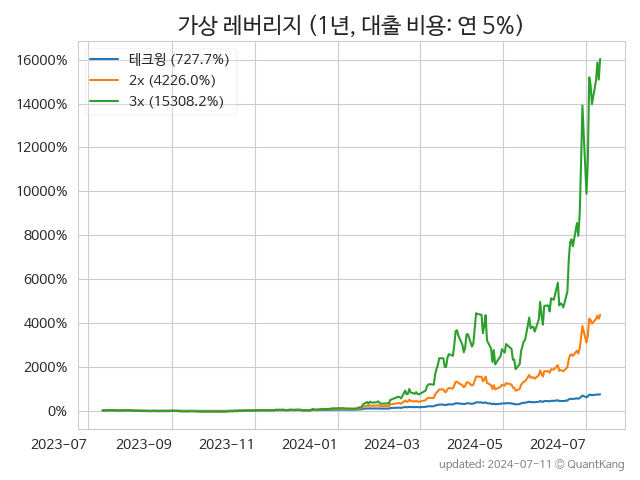 가상 레버리지 (1년, 대출 비용: 연 5%)
테크윙 (727.7%)
2x (4226.0%)
3x (15308.2%)
16000%
14000%
12000%
10000%
8000%
6000%
4000%
2000%
0%
2023-07 2023-09 2023-11 2024-01 2024-03 2024-05 2024-07
updated: 2024-07-11 © QuantKang